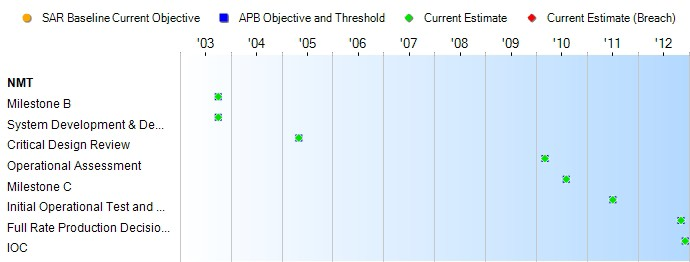 SAR Baseline Current Objective APB Objective and Threshold Current Estimate Current Estimate (Breach)
'03 '04 '05 '06 '07 '08 '09 '10 '11 '12
NMT
Milestone B
System Development & De...
Critical Design Review
Operational Assessment
Milestone C
Initial Operational Test and ...
Full Rate Production Decisio...
IOC